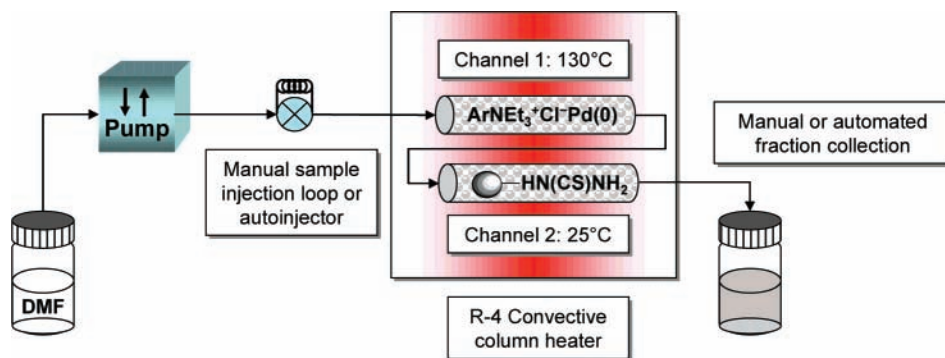 DMF
Pump
Manual sample
injection loop or
autoinjector
Channel 1: 130°C
ArNEt₃⁺Cl⁻Pd(0)
HN(CS)NH₂
Channel 2: 25°C
R-4 Convective
column heater
Manual or automated
fraction collection